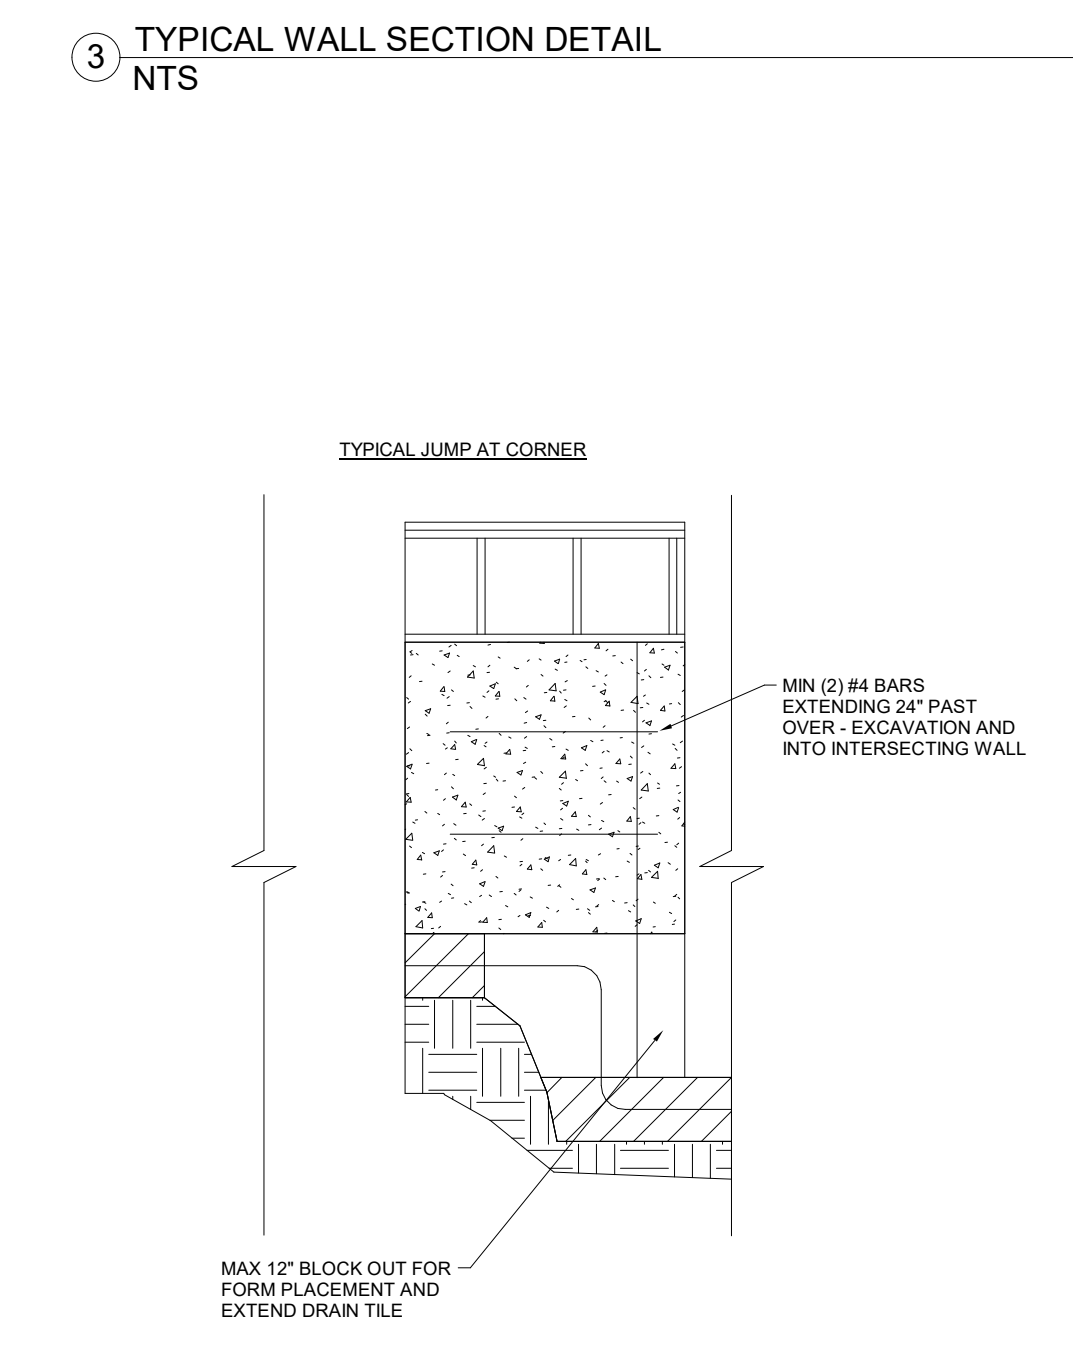 3
TYPICAL WALL SECTION DETAIL
NTS
TYPICAL JUMP AT CORNER
MIN (2) #4 BARS
EXTENDING 24" PAST
OVER - EXCAVATION AND
INTO INTERSECTING WALL
MAX 12" BLOCK OUT FOR
FORM PLACEMENT AND
EXTEND DRAIN TILE